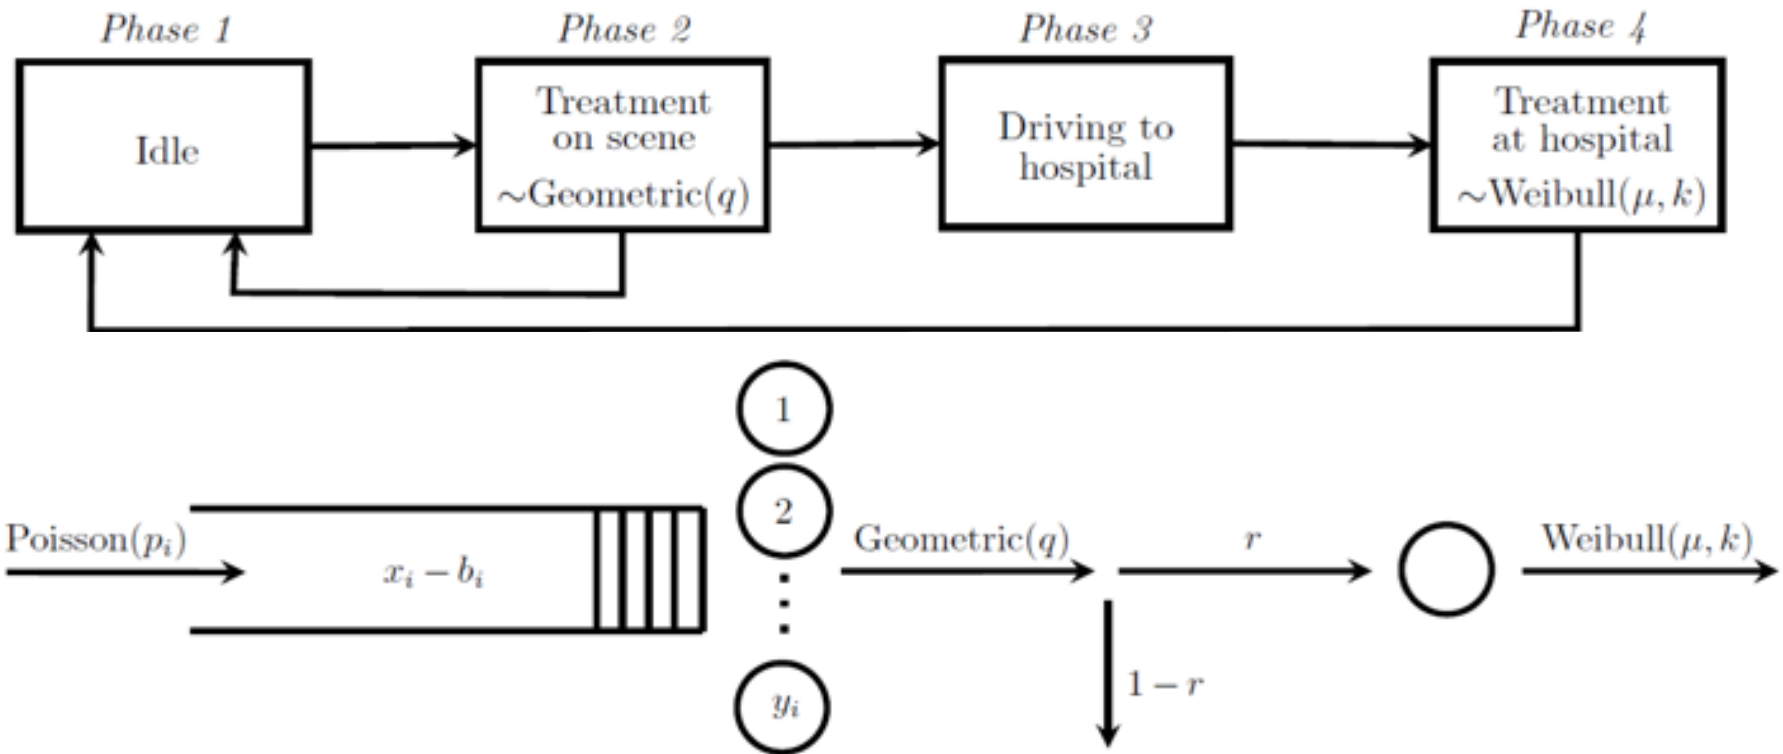 Phase 1
Phase 2
Phase 3
Phase 4
Idle
Treatment
on scene
~Geometric(q)
Driving to
hospital
Treatment
at hospital
~Weibull(μ, k)
Poisson(pᵢ)
xᵢ − bᵢ
1
2
yᵢ
Geometric(q)
r
1 − r
Weibull(μ, k)